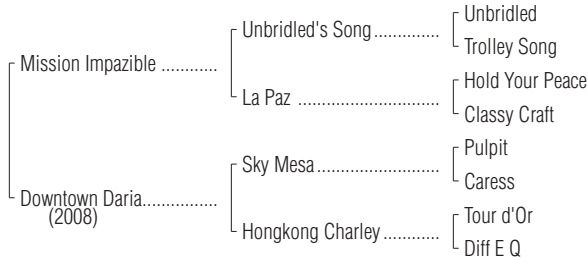 Unbridled
Unbridled's Song
Trolley Song
Mission Impazible
Hold Your Peace
La Paz
Classy Craft
Pulpit
Sky Mesa
Caress
Downtown Daria
(2008)
Tour d'Or
Hongkong Charley
Diff E Q